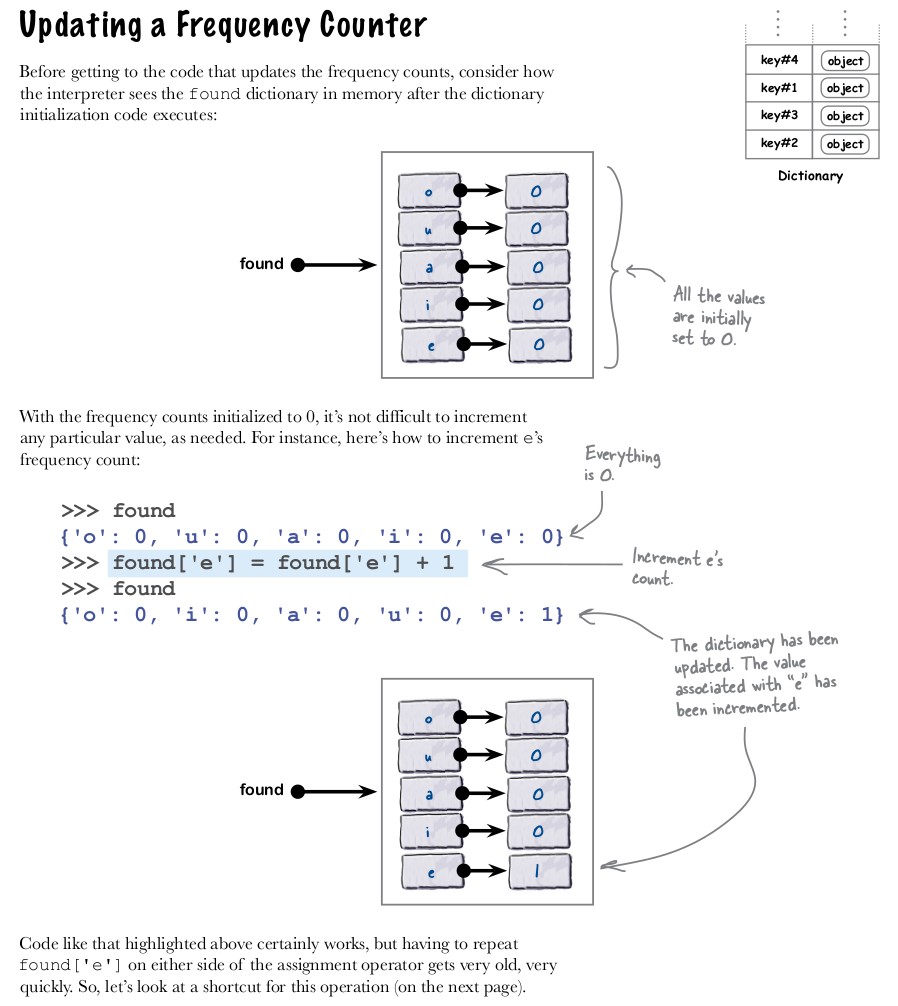 Updating a Frequency Counter
Before getting to the code that updates the frequency counts, consider how
the interpreter sees the found dictionary in memory after the dictionary
initialization code executes:
key#4 object
key#1 object
key#3 object
key#2 object
Dictionary
found
o 0
u 0
a 0
i 0
e 0
All the values
are initially
set to 0.
With the frequency counts initialized to 0, it’s not difficult to increment
any particular value, as needed. For instance, here’s how to increment e’s
frequency count:
Everything
is 0.
>>> found
{'o': 0, 'u': 0, 'a': 0, 'i': 0, 'e': 0}
>>> found['e'] = found['e'] + 1
>>> found
{'o': 0, 'i': 0, 'a': 0, 'u': 0, 'e': 1}
Increment e’s
count.
The dictionary has been
updated. The value
associated with “e” has
been incremented.
found
o 0
u 0
a 0
i 0
e 1
Code like that highlighted above certainly works, but having to repeat
found['e'] on either side of the assignment operator gets very old, very
quickly. So, let’s look at a shortcut for this operation (on the next page).